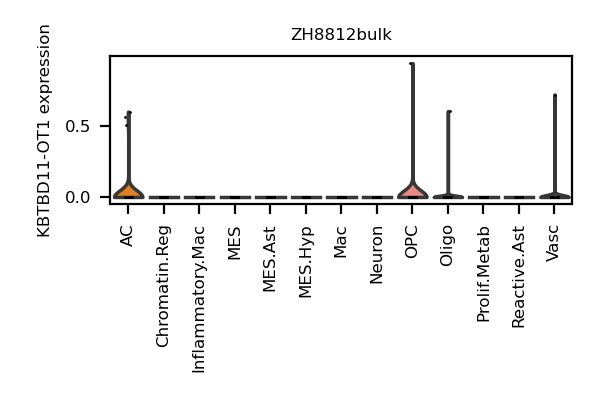 ZH8812bulk
KBTBD11-OT1 expression
0.5
0.0
AC
Chromatin.Reg
Inflammatory.Mac
MES
MES.Ast
MES.Hyp
Mac
Neuron
OPC
Oligo
Prolif.Metab
Reactive.Ast
Vasc